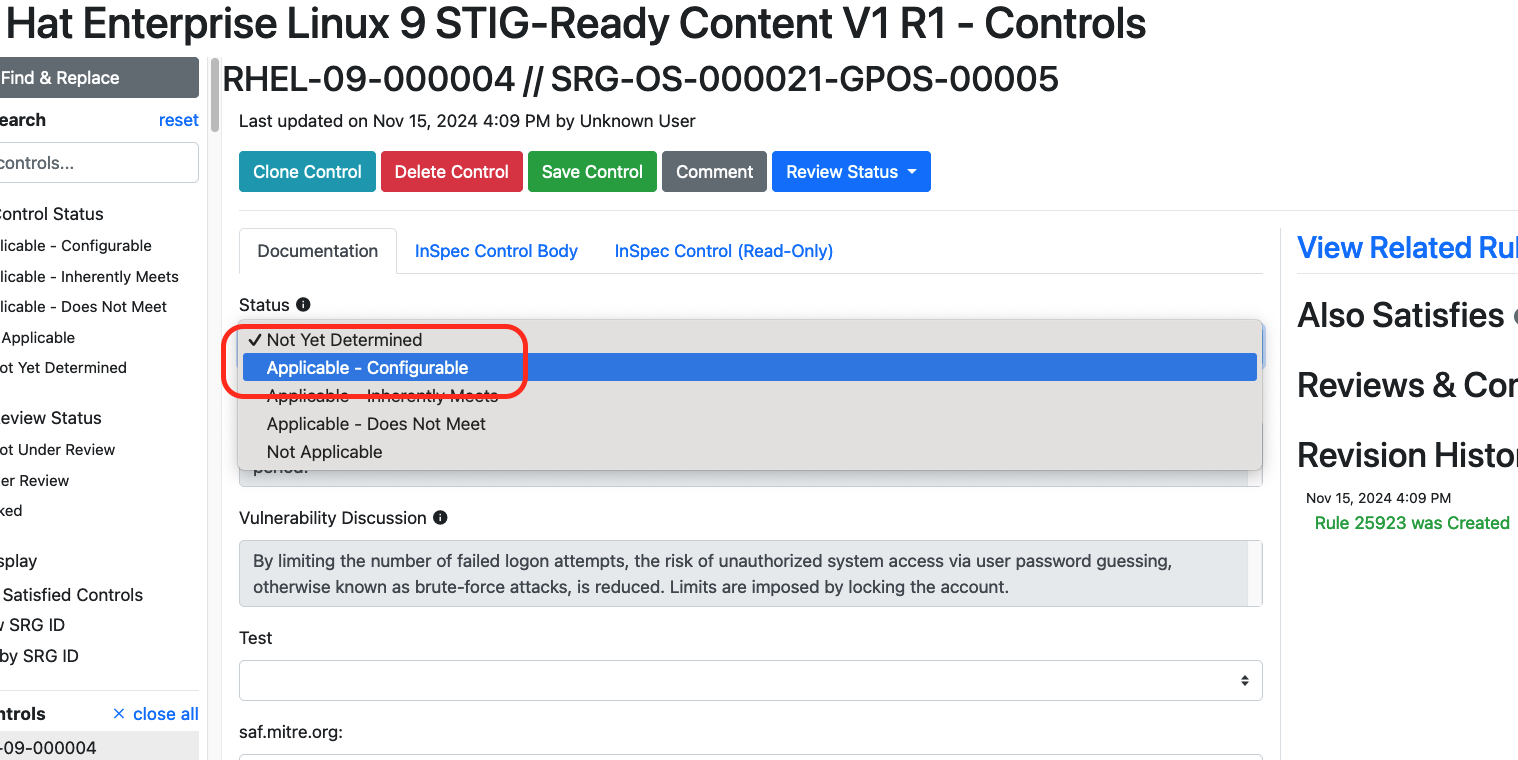 Hat Enterprise Linux 9 STIG-Ready Content V1 R1 - Controls
Find & Replace
earch
reset
controls...
ontrol Status
licable - Configurable
licable - Inherently Meets
licable - Does Not Meet
Applicable
ot Yet Determined
eview Status
ot Under Review
er Review
ked
splay
Satisfied Controls
w SRG ID
by SRG ID
ntrols
× close all
-09-000004
RHEL-09-000004 // SRG-OS-000021-GPOS-00005
Last updated on Nov 15, 2024 4:09 PM by Unknown User
Clone Control
Delete Control
Save Control
Comment
Review Status
Documentation
InSpec Control Body
InSpec Control (Read-Only)
Status
✓ Not Yet Determined
Applicable - Configurable
Applicable - Inherently Meets
Applicable - Does Not Meet
Not Applicable
period.
Vulnerability Discussion
By limiting the number of failed logon attempts, the risk of unauthorized system access via user password guessing,
otherwise known as brute-force attacks, is reduced. Limits are imposed by locking the account.
Test
saf.mitre.org:
View Related Rul
Also Satisfies
Reviews & Con
Revision Histor
Nov 15, 2024 4:09 PM
Rule 25923 was Created